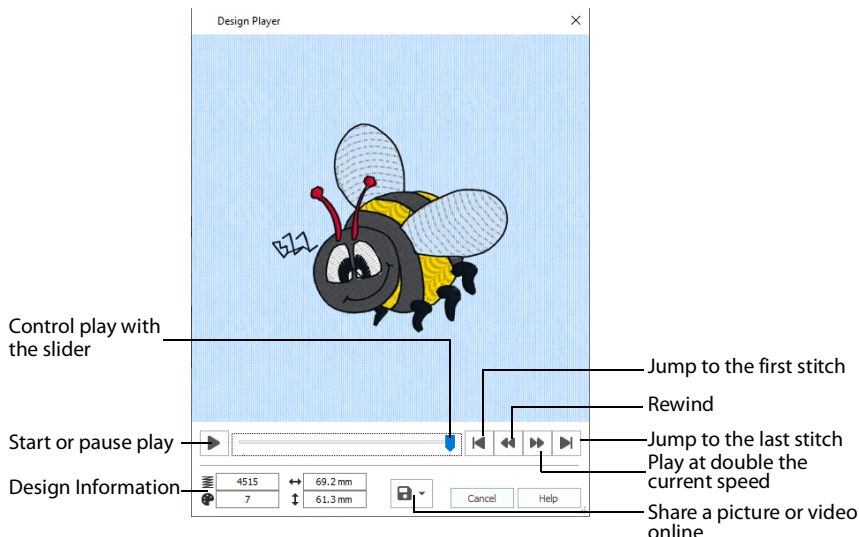 Design Player
BZZ
Control play with
the slider
Jump to the first stitch
Rewind
Start or pause play
Jump to the last stitch
Play at double the
current speed
Design Information
4515
69.2 mm
7
61.3 mm
Cancel
Help
Share a picture or video
online